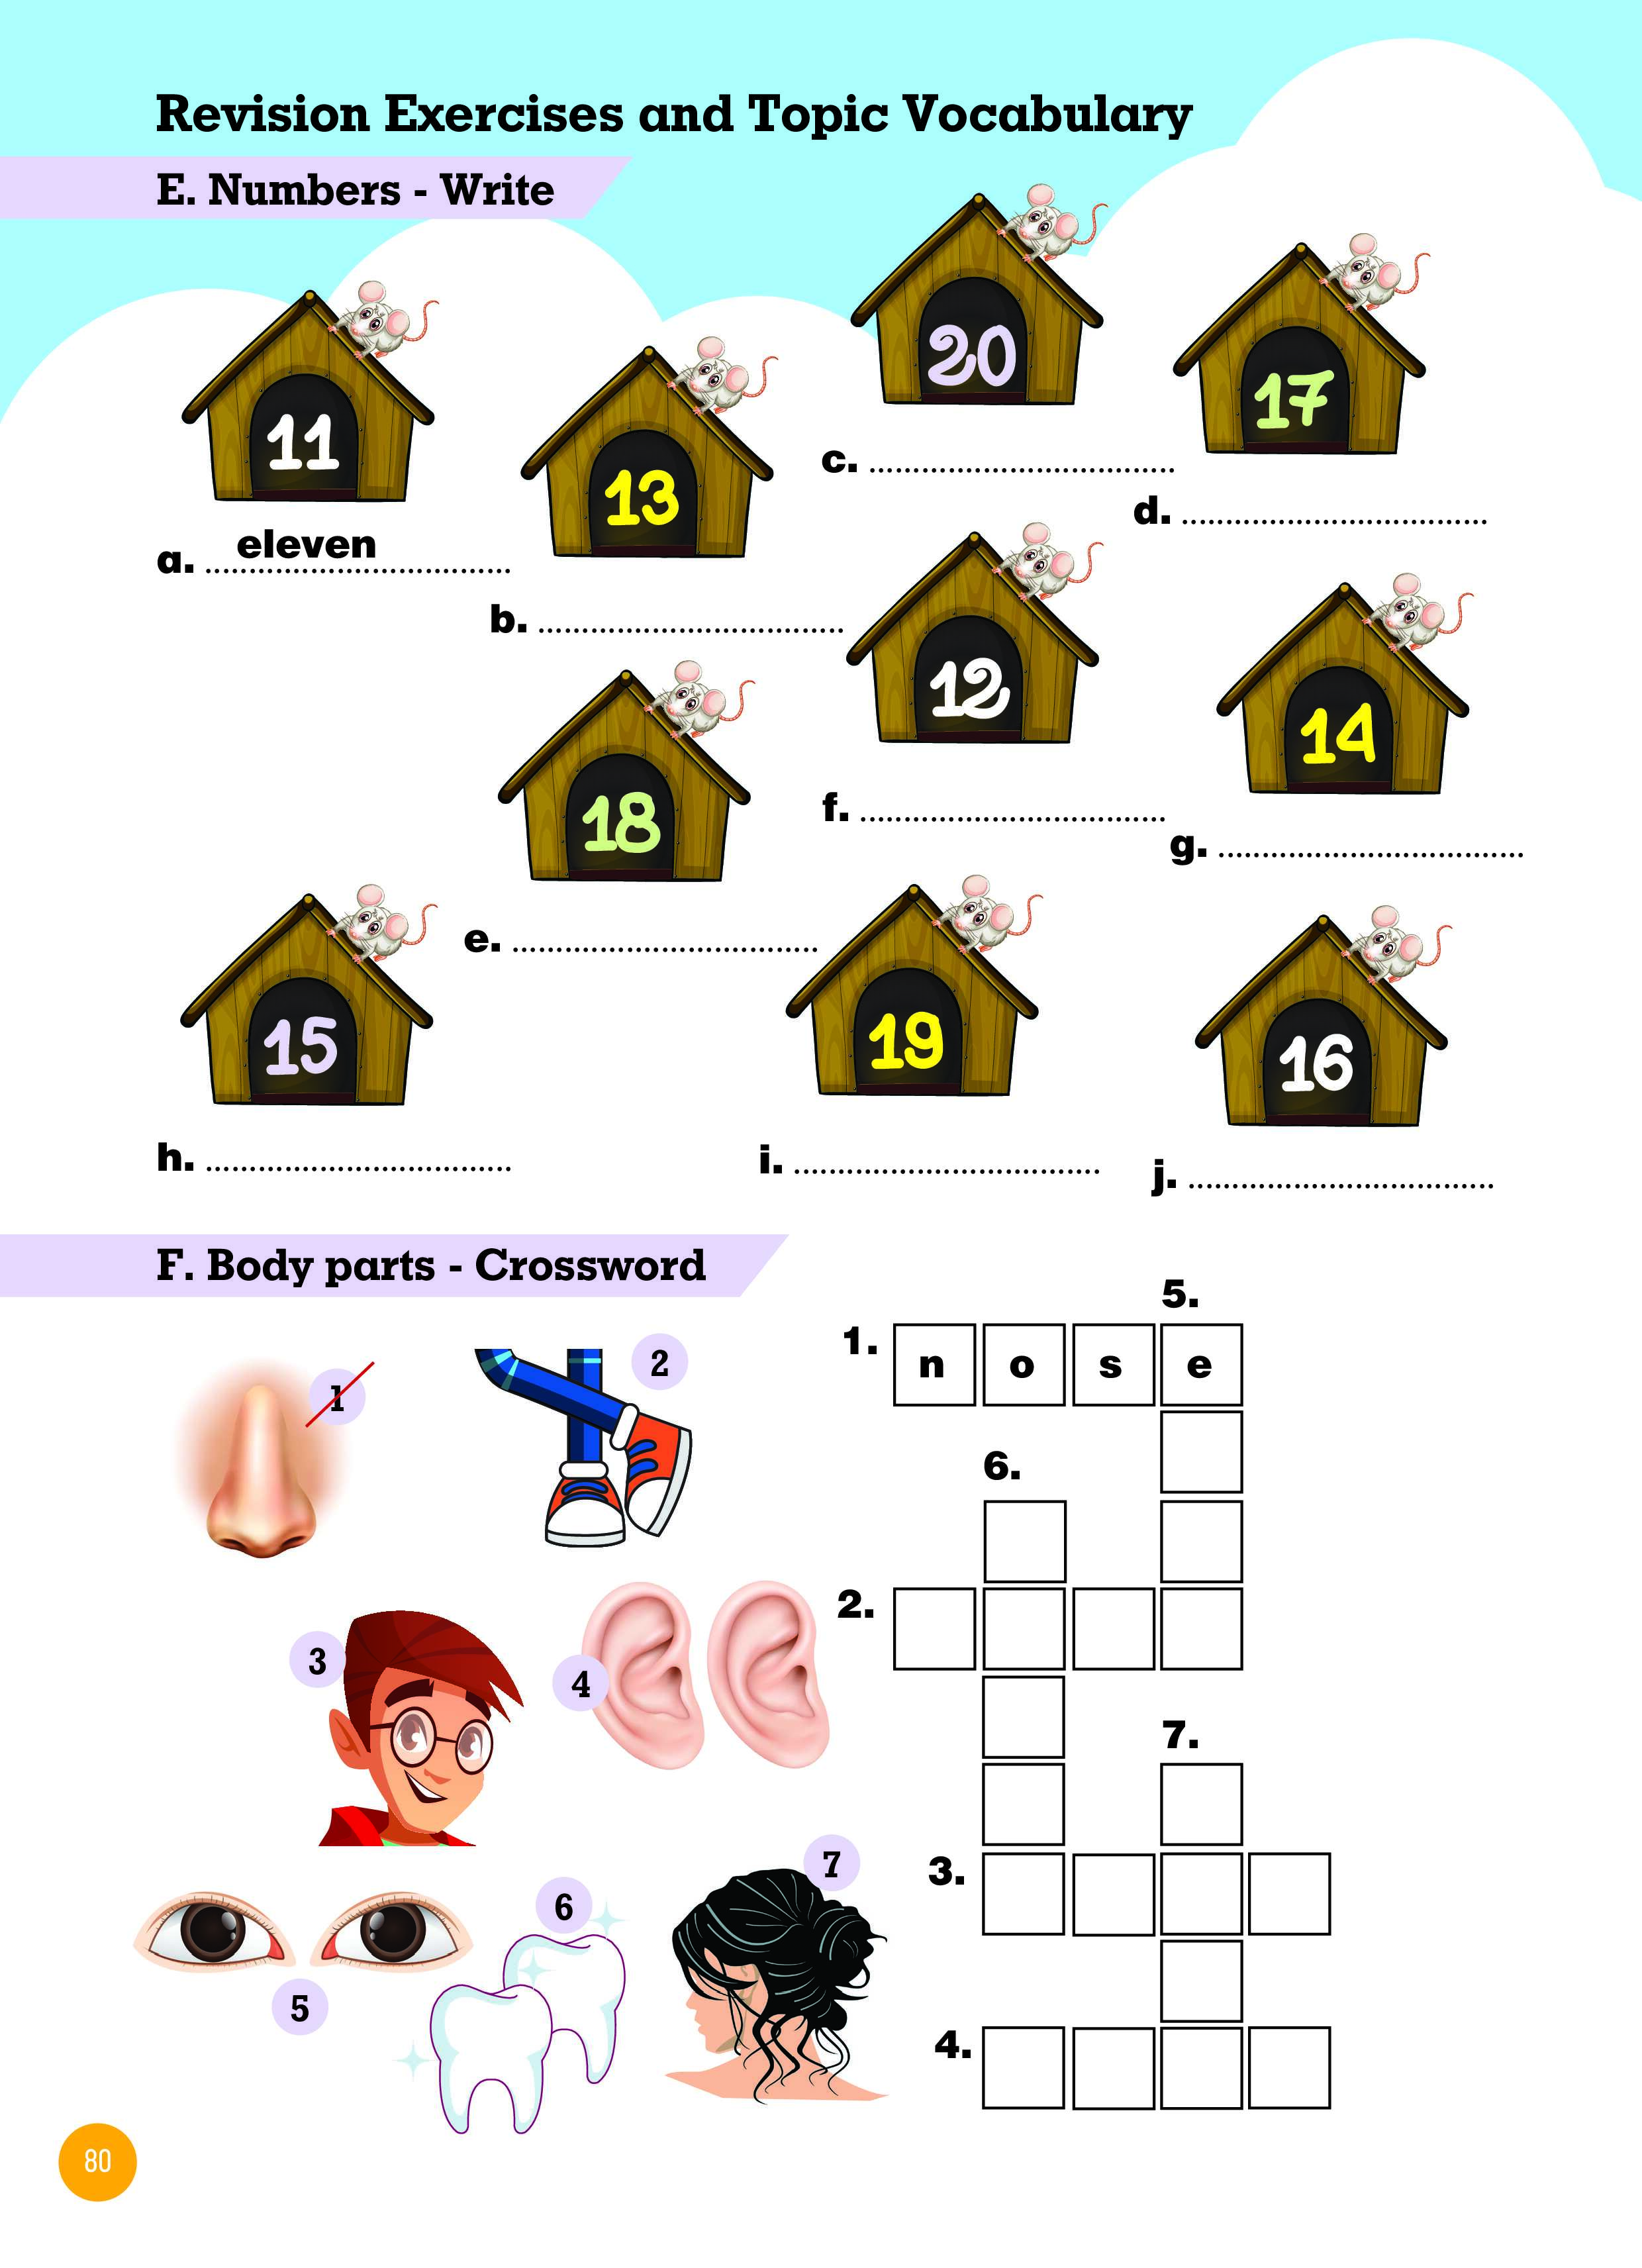 Revision Exercises and Topic Vocabulary
E. Numbers - Write
11
13
20
17
a. eleven
b. ..................................
c. ..................................
d. ..................................
18
12
14
e. ..................................
f. ..................................
g. ..................................
15
19
16
h. ..................................
i. ..................................
j. ..................................
F. Body parts - Crossword
1
2
3
4
5
6
7
5.
1. n o s e
6.
2.
7.
3.
4.
80